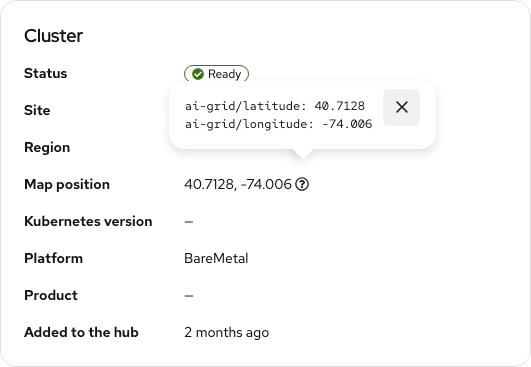 Cluster
Status Ready
Site
ai-grid/latitude: 40.7128
ai-grid/longitude: -74.006
Region
Map position 40.7128, -74.006
Kubernetes version –
Platform BareMetal
Product –
Added to the hub 2 months ago